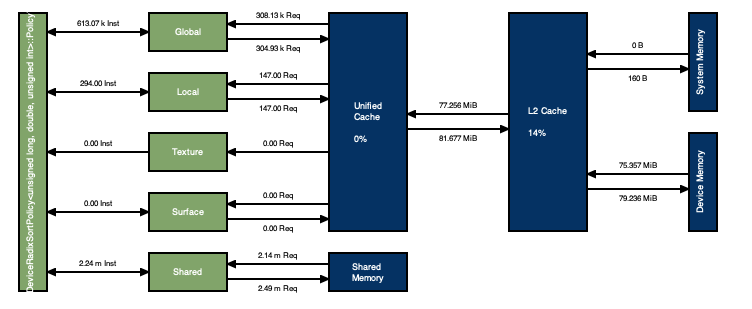 DeviceRadixSortPolicy<unsigned long, double, unsigned int>::Policy
613.07 k Inst
Global
308.13 k Req
304.93 k Req
294.00 Inst
Local
147.00 Req
147.00 Req
0.00 Inst
Texture
0.00 Req
0.00 Inst
Surface
0.00 Req
0.00 Req
2.24 m Inst
Shared
2.14 m Req
2.49 m Req
Unified
Cache
0%
Shared
Memory
77.256 MiB
81.677 MiB
L2 Cache
14%
0 B
160 B
System Memory
75.357 MiB
79.236 MiB
Device Memory